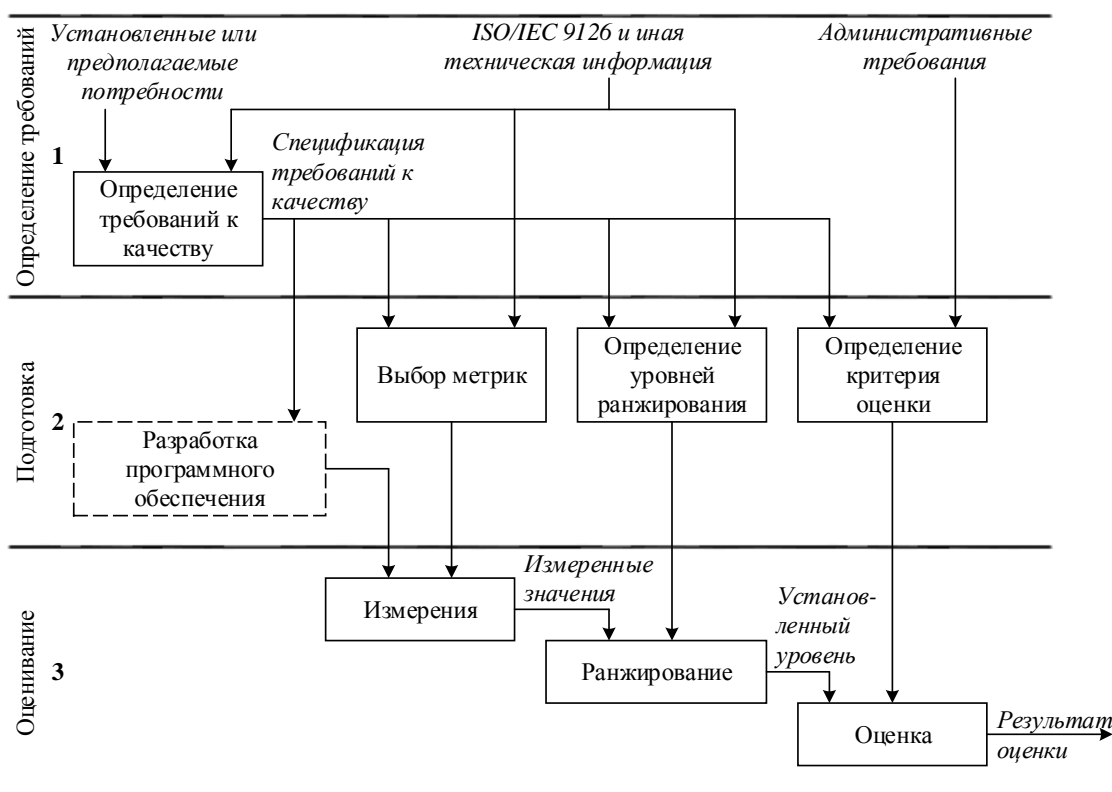 Определение требований
1
Установленные или
предполагаемые
потребности
ISO/IEC 9126 и иная
техническая информация
Административные
требования
Определение
требований к
качеству
Спецификация
требований к
качеству
Подготовка
2
Выбор метрик
Определение
уровней
ранжирования
Определение
критерия
оценки
Разработка
программного
обеспечения
Оценивание
3
Измерения
Измеренные
значения
Ранжирование
Установ-
ленный
уровень
Оценка
Результат
оценки